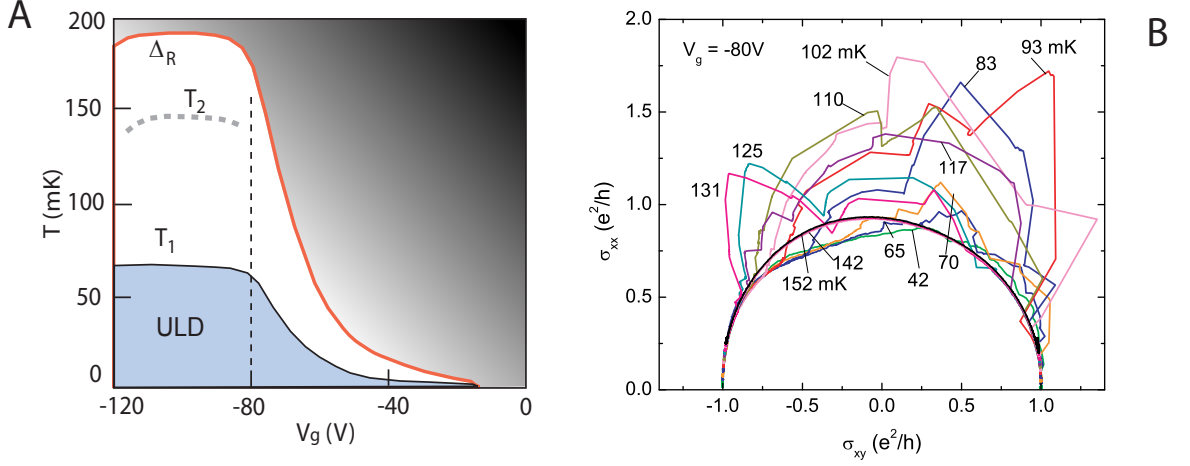 A
200
150
100
50
0
T (mK)
Δ_R
T_2
T_1
ULD
-120
-80
-40
0
V_g (V)
B
V_g = -80V
2.0
1.5
1.0
0.5
0.0
σ_xx (e²/h)
102 mK
93 mK
83
110
117
125
131
70
65
42
142
152 mK
-1.0
-0.5
0.0
0.5
1.0
σ_xy (e²/h)